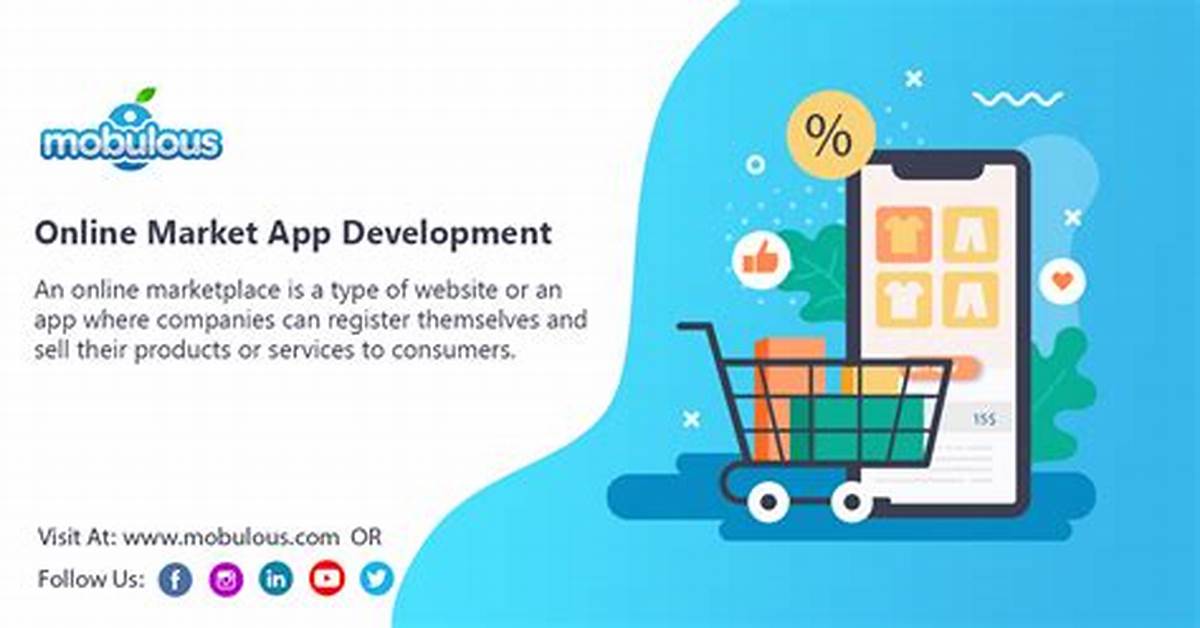 mobulous
Online Market App Development
An online marketplace is a type of website or an
app where companies can register themselves and
sell their products or services to consumers.
Visit At: www.mobulous.com OR
Follow Us:
%
15$